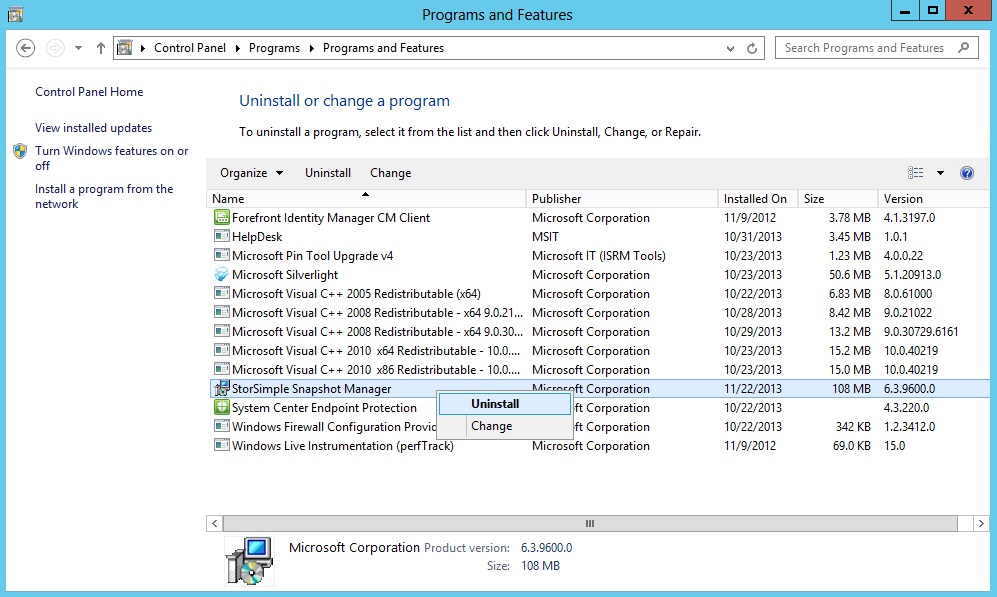 Programs and Features
Control Panel Programs Programs and Features
Search Programs and Features
Control Panel Home
View installed updates
Turn Windows features on or
off
Install a program from the
network
Uninstall or change a program
To uninstall a program, select it from the list and then click Uninstall, Change, or Repair.
Organize Uninstall Change
Name Publisher Installed On Size Version
Forefront Identity Manager CM Client Microsoft Corporation 11/9/2012 3.78 MB 4.1.3197.0
HelpDesk MSIT 10/31/2013 3.45 MB 1.0.1
Microsoft Pin Tool Upgrade v4 Microsoft IT (ISRM Tools) 10/23/2013 1.23 MB 4.0.0.22
Microsoft Silverlight Microsoft Corporation 10/23/2013 50.6 MB 5.1.20913.0
Microsoft Visual C++ 2005 Redistributable (x64) Microsoft Corporation 10/22/2013 6.83 MB 8.0.61000
Microsoft Visual C++ 2008 Redistributable - x64 9.0.21... Microsoft Corporation 10/28/2013 8.42 MB 9.0.21022
Microsoft Visual C++ 2008 Redistributable - x64 9.0.30... Microsoft Corporation 10/29/2013 13.2 MB 9.0.30729.6161
Microsoft Visual C++ 2010 x64 Redistributable - 10.0.... Microsoft Corporation 10/23/2013 15.2 MB 10.0.40219
Microsoft Visual C++ 2010 x86 Redistributable - 10.0.... Microsoft Corporation 10/23/2013 15.0 MB 10.0.40219
StorSimple Snapshot Manager Microsoft Corporation 11/22/2013 108 MB 6.3.9600.0
System Center Endpoint Protection Uninstall ft Corporation 10/22/2013 4.3.220.0
Windows Firewall Configuration Provic Change ft Corporation 10/22/2013 342 KB 1.2.3412.0
Windows Live Instrumentation (perfTrack) Microsoft Corporation 11/9/2012 69.0 KB 15.0
Microsoft Corporation Product version: 6.3.9600.0
Size: 108 MB